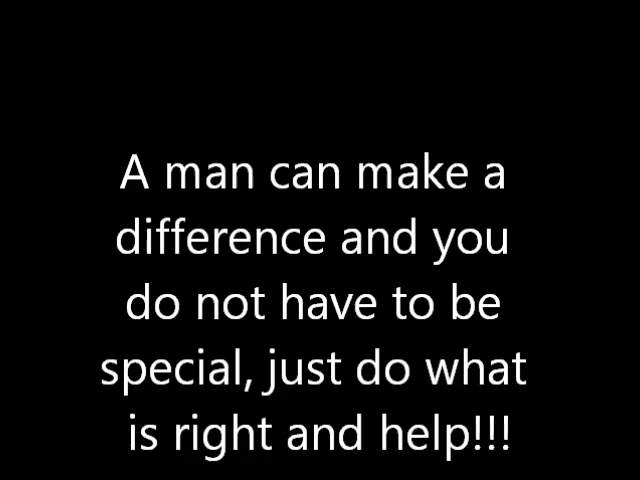 A man can make a
difference and you
do not have to be
special, just do what
is right and help!!!